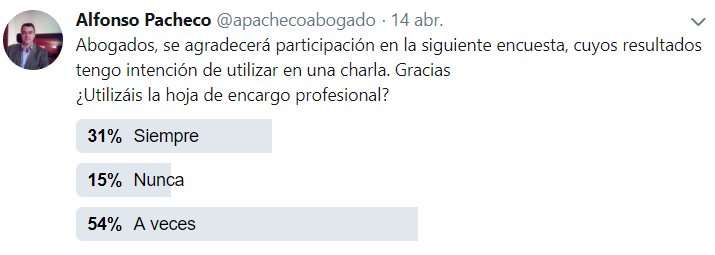 Alfonso Pacheco @apachecoabogado · 14 abr.
Abogados, se agradecerá participación en la siguiente encuesta, cuyos resultados
tengo intención de utilizar en una charla. Gracias
¿Utilizáis la hoja de encargo profesional?
31% Siempre
15% Nunca
54% A veces